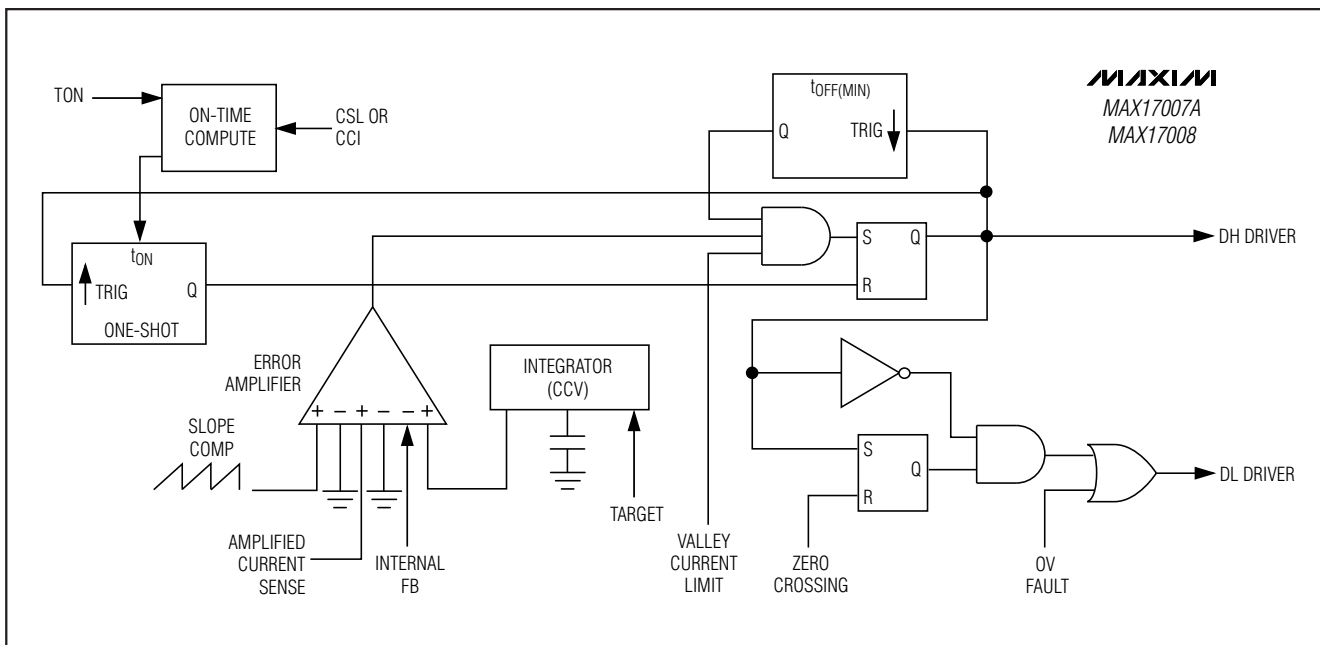 TON
ON-TIME
COMPUTE
CSL OR
CCI
tOFF(MIN)
Q
TRIG
MAXIM
MAX17007A
MAX17008
tON
TRIG
Q
ONE-SHOT
S
Q
R
DH DRIVER
ERROR
AMPLIFIER
+ − + − − +
INTEGRATOR
(CCV)
SLOPE
COMP
AMPLIFIED
CURRENT
SENSE
INTERNAL
FB
TARGET
VALLEY
CURRENT
LIMIT
S
Q
R
ZERO
CROSSING
OV
FAULT
DL DRIVER